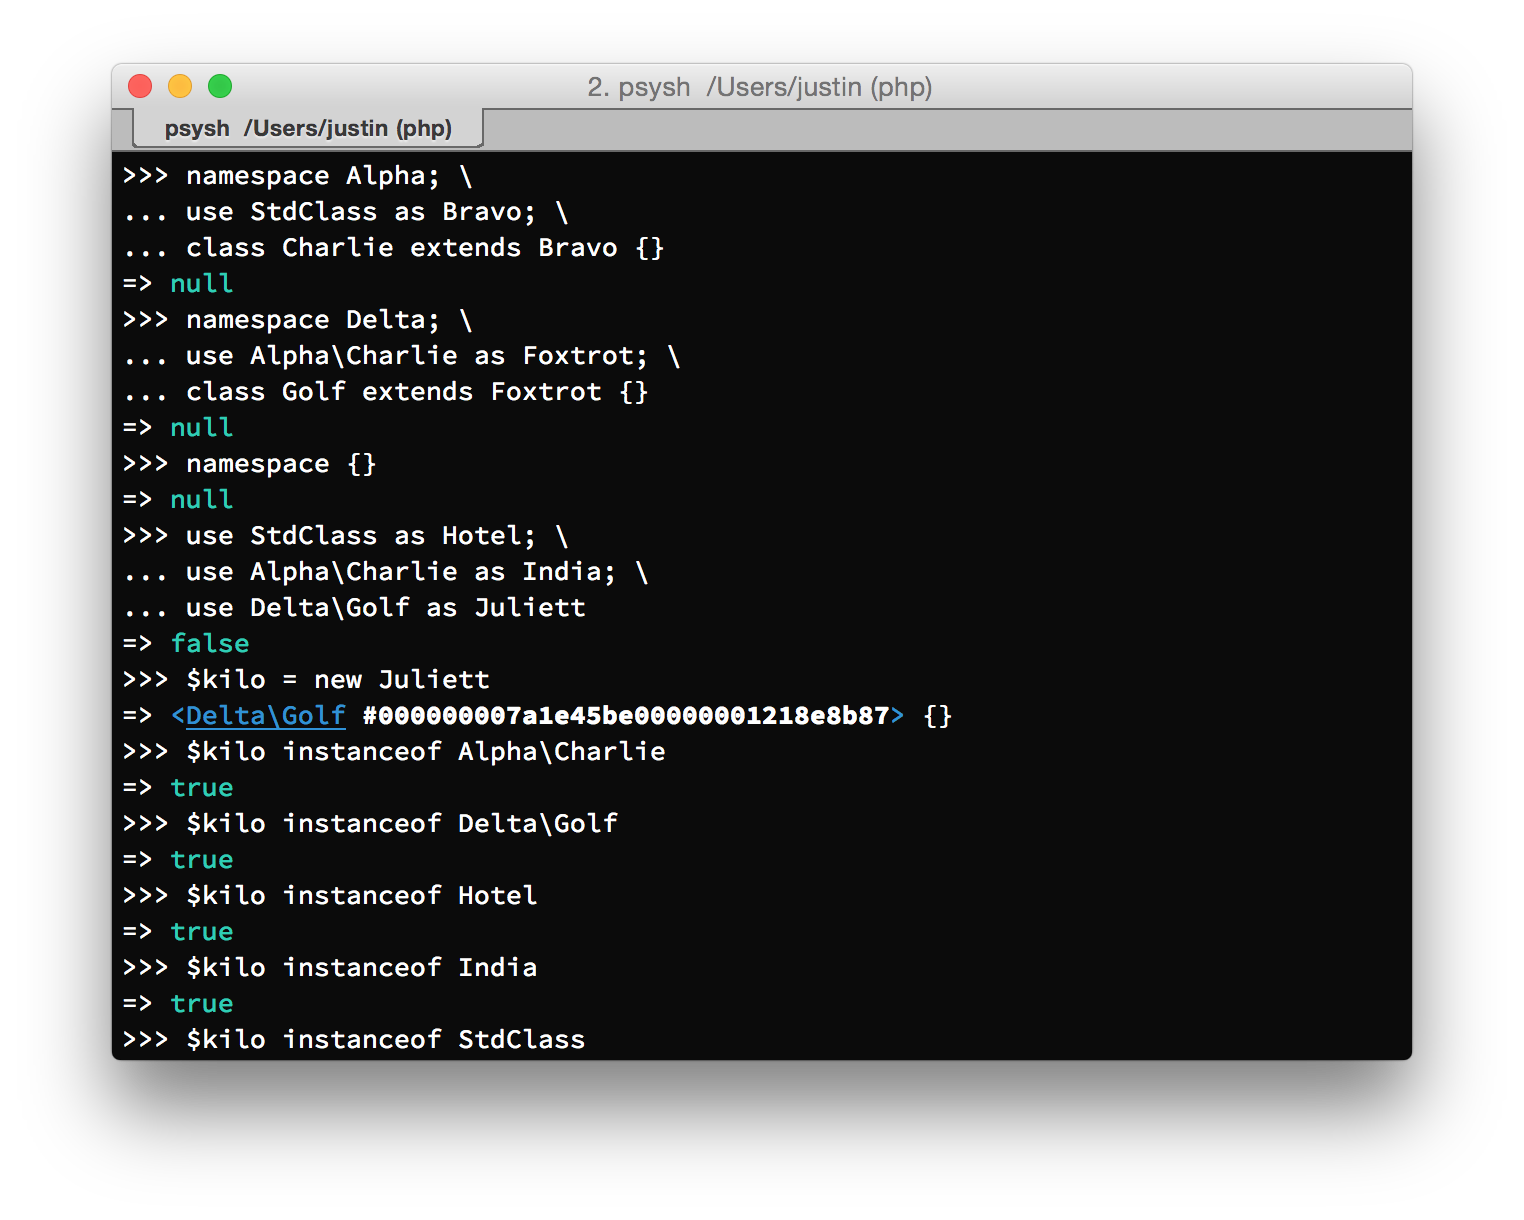 2. psysh  /Users/justin (php)
psysh  /Users/justin (php)
>>> namespace Alpha; \
... use StdClass as Bravo; \
... class Charlie extends Bravo {}
=> null
>>> namespace Delta; \
... use Alpha\Charlie as Foxtrot; \
... class Golf extends Foxtrot {}
=> null
>>> namespace {}
=> null
>>> use StdClass as Hotel; \
... use Alpha\Charlie as India; \
... use Delta\Golf as Juliett
=> false
>>> $kilo = new Juliett
=> <Delta\Golf #000000007a1e45be00000001218e8b87> {}
>>> $kilo instanceof Alpha\Charlie
=> true
>>> $kilo instanceof Delta\Golf
=> true
>>> $kilo instanceof Hotel
=> true
>>> $kilo instanceof India
=> true
>>> $kilo instanceof StdClass